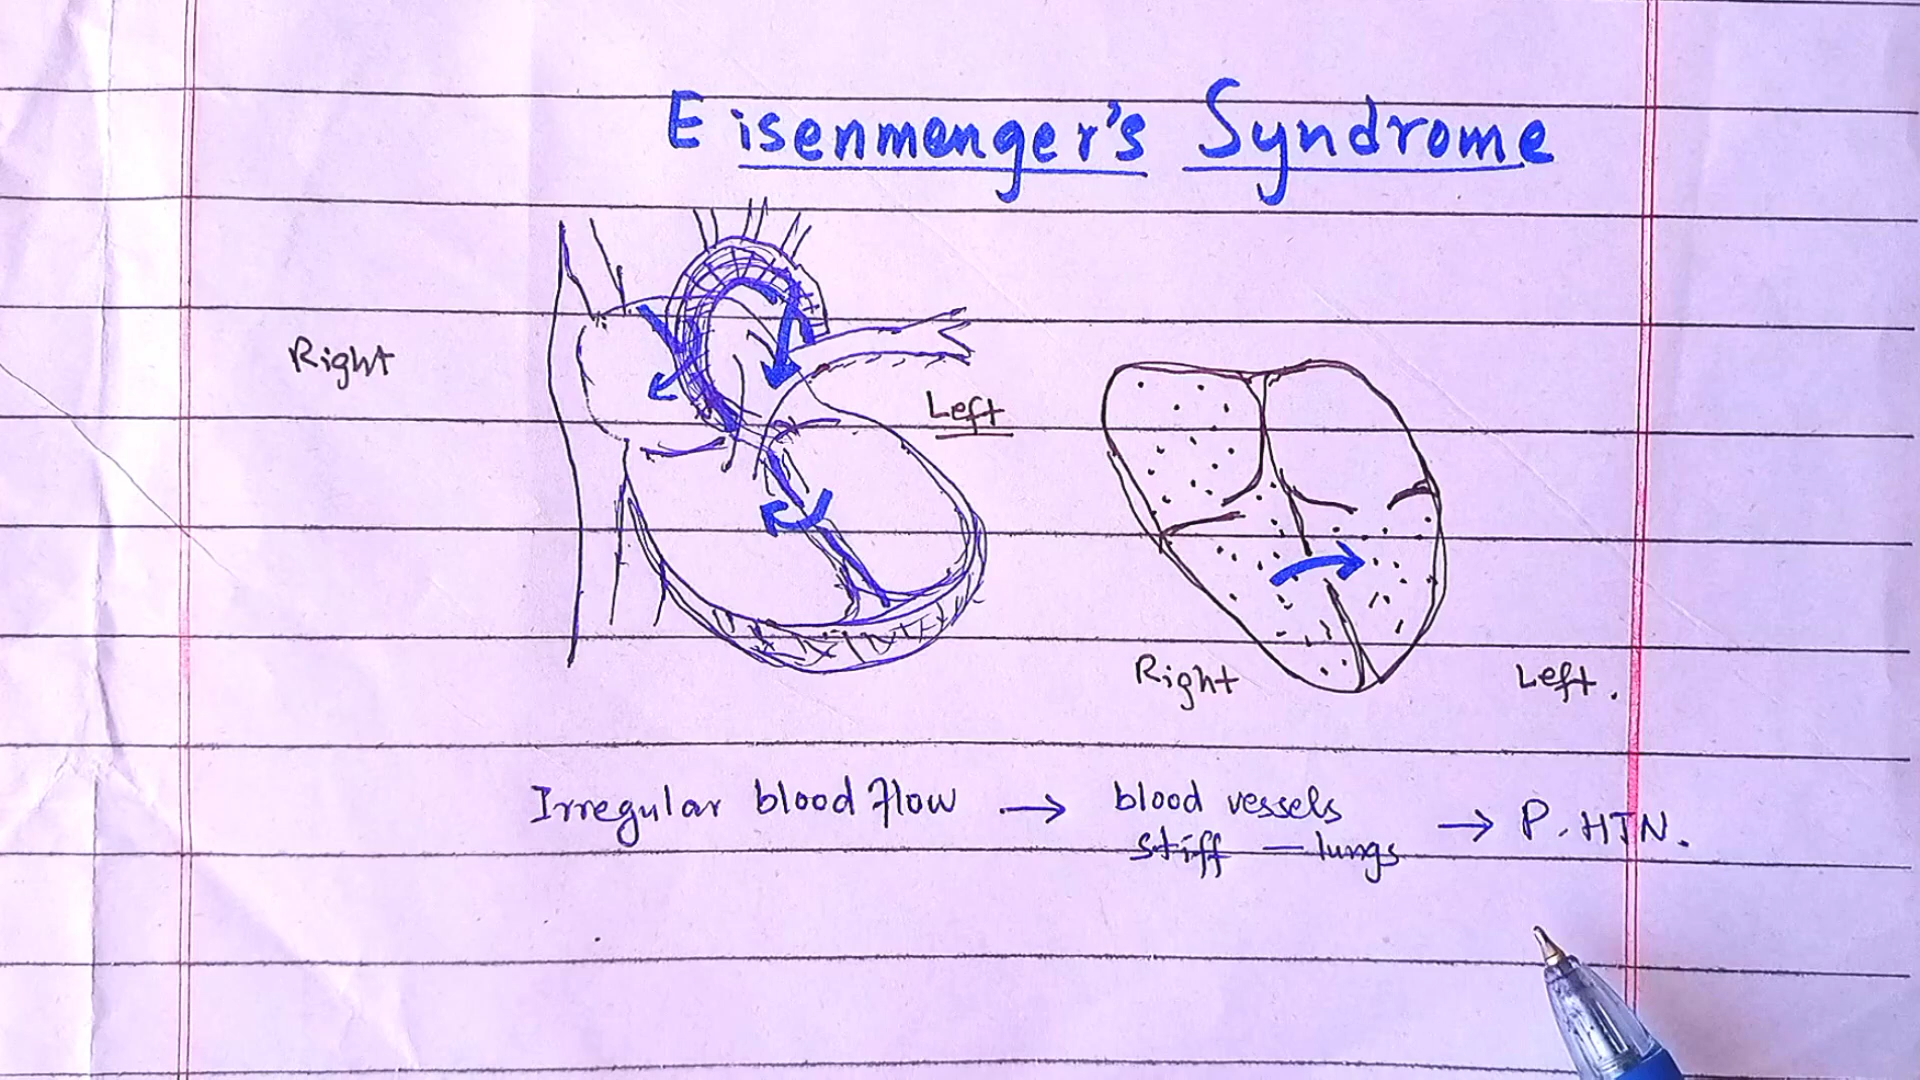 Eisenmenger's Syndrome
Right
Left
Right
Left.
Irregular blood flow → blood vessels → P. HTN.
stiff — lungs